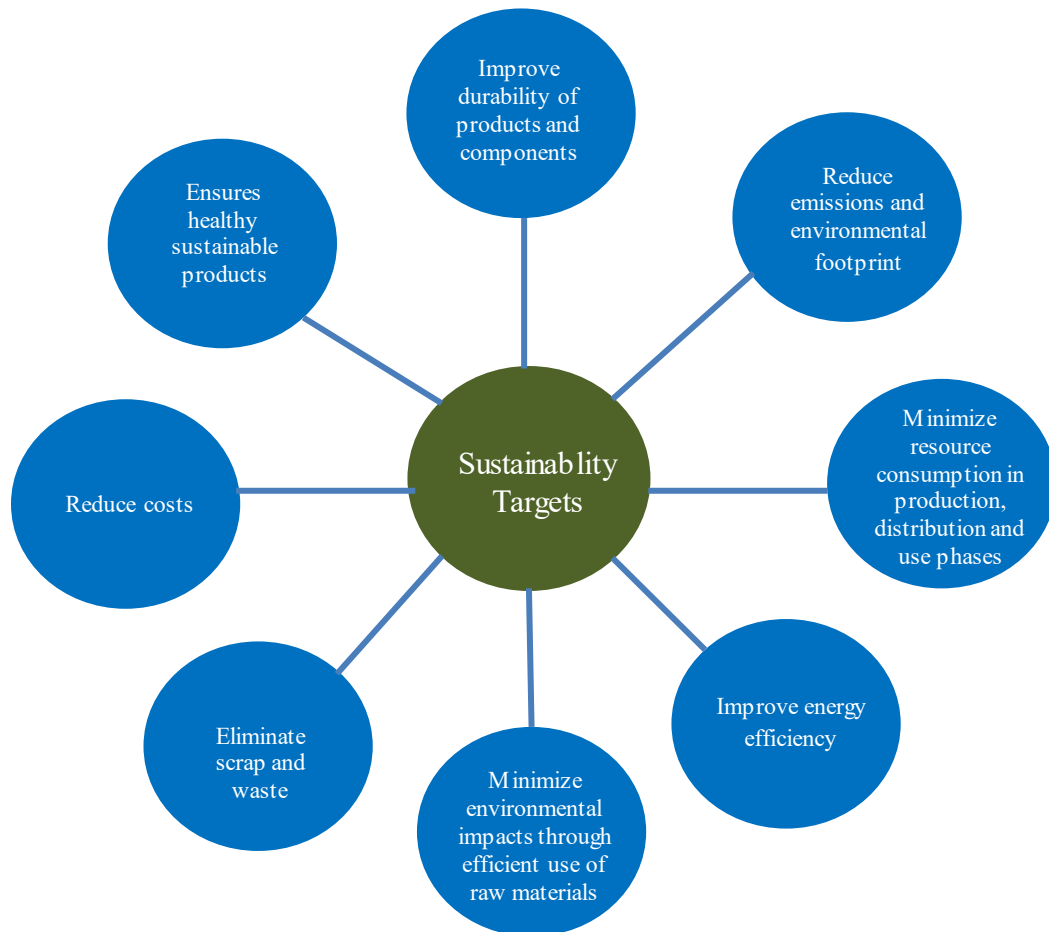 Improve
durability of
products and
components
Reduce
emissions and
environmental
footprint
Minimize
resource
consumption in
production,
distribution and
use phases
Improve energy
efficiency
Minimize
environmental
impacts through
efficient use of
raw materials
Eliminate
scrap and
waste
Reduce costs
Ensures
healthy
sustainable
products
Sustainablity
Targets